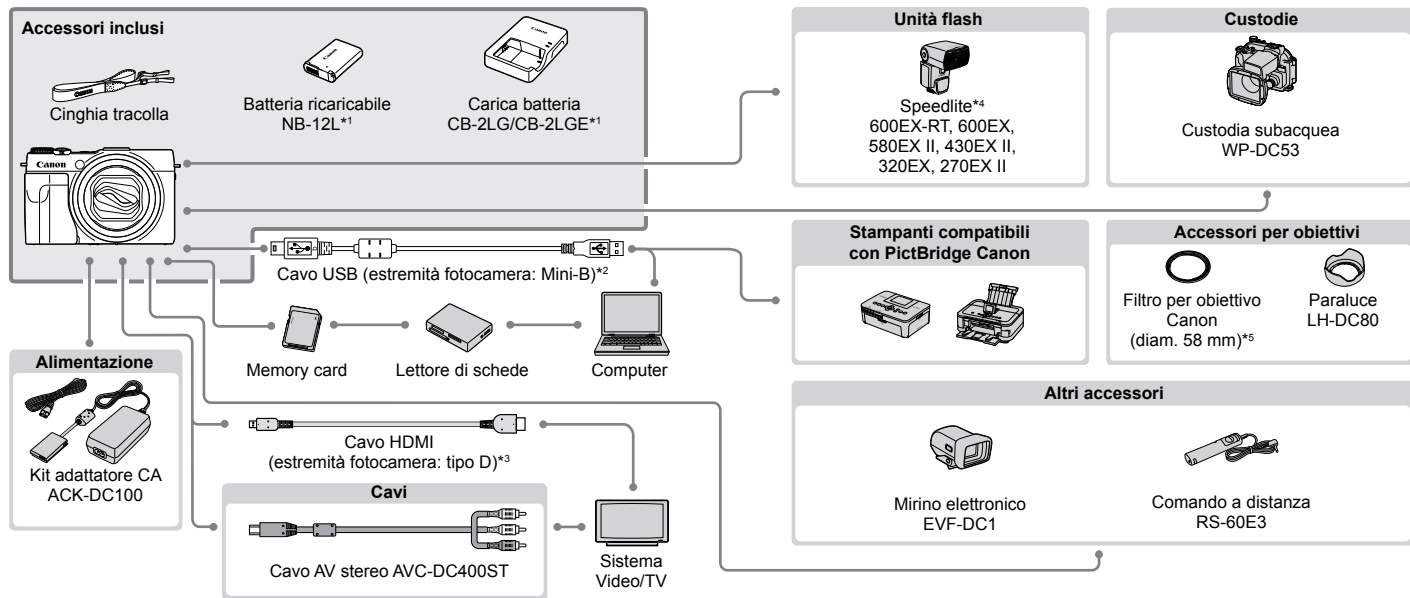 Accessori inclusi
Cinghia tracolla
Batteria ricaricabile
NB-12L*1
Carica batteria
CB-2LG/CB-2LGE*1
Canon
Unità flash
Speedlite*4
600EX-RT, 600EX,
580EX II, 430EX II,
320EX, 270EX II
Custodie
Custodia subacquea
WP-DC53
Cavo USB (estremità fotocamera: Mini-B)*2
Memory card
Lettore di schede
Computer
Stampanti compatibili
con PictBridge Canon
Accessori per obiettivi
Filtro per obiettivo
Canon
(diam. 58 mm)*5
Paraluce
LH-DC80
Alimentazione
Kit adattatore CA
ACK-DC100
Cavo HDMI
(estremità fotocamera: tipo D)*3
Cavi
Cavo AV stereo AVC-DC400ST
Sistema
Video/TV
Altri accessori
Mirino elettronico
EVF-DC1
Comando a distanza
RS-60E3